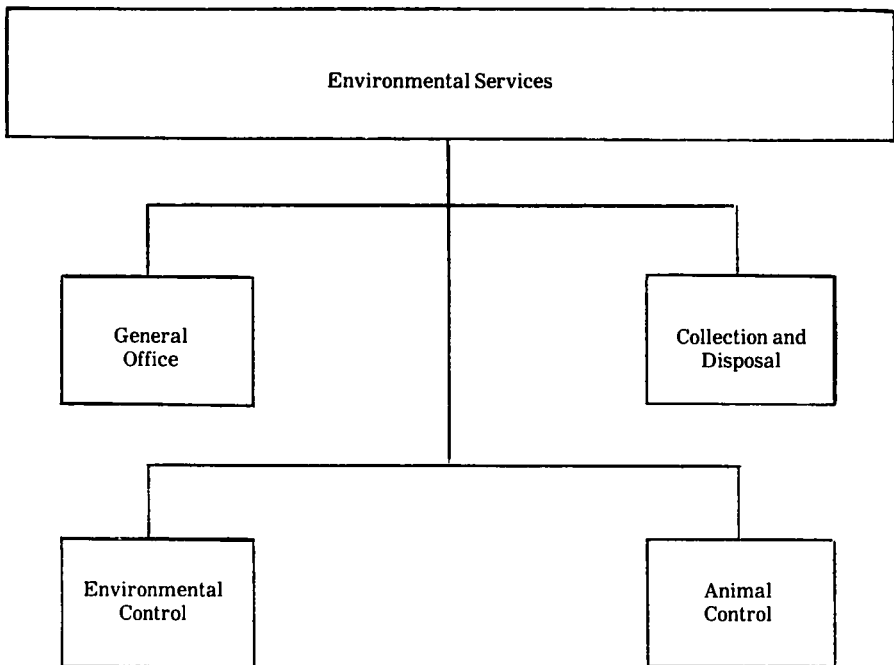 Environmental Services
General
Office
Collection and
Disposal
Environmental
Control
Animal
Control